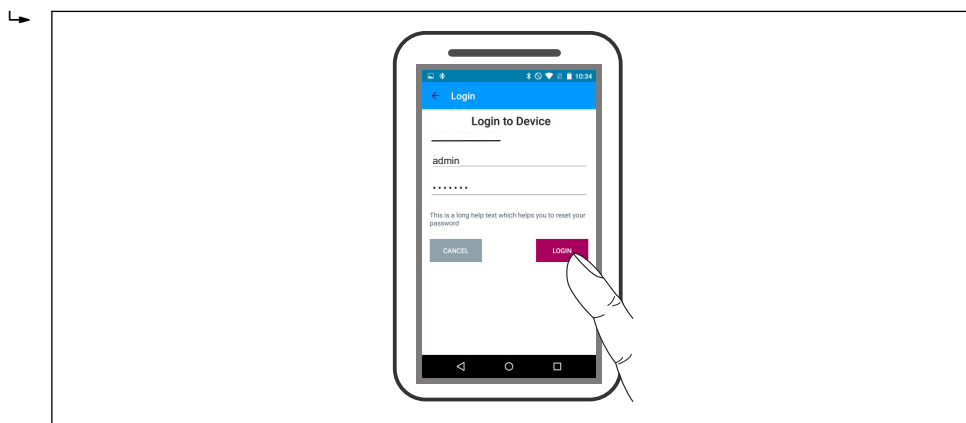 10:34
Login
Login to Device
admin
•••••••
This is a long help text which helps you to reset your
password
CANCEL LOGIN